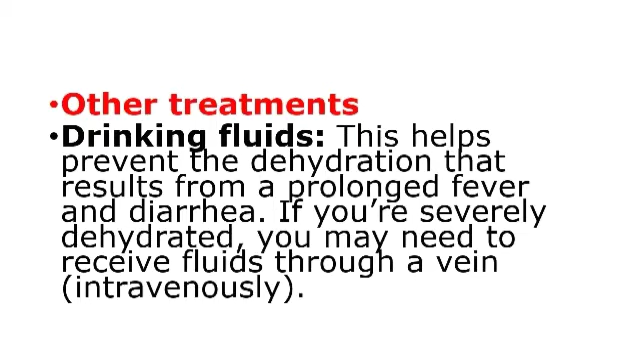 •Other treatments
•Drinking fluids: This helps
prevent the dehydration that
results from a prolonged fever
and diarrhea. If you’re severely
dehydrated, you may need to
receive fluids through a vein
(intravenously).